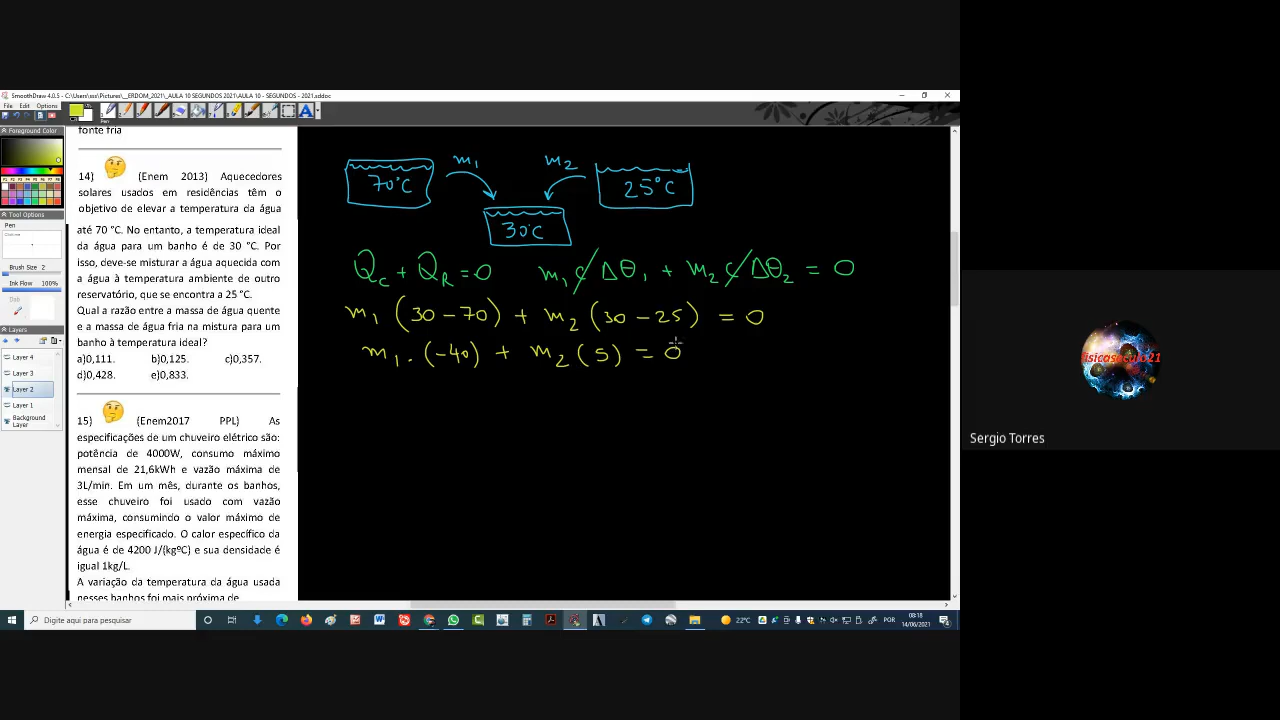 SmoothDraw 4.0.5 - C:\Users\ess\Pictures\__ERDOM_2021\AULA 10 SEGUNDOS 2021\AULA 10 - SEGUNDOS - 2021.sddoc
File Edit Options
Foreground Color
Tool Options
Pen
Brush Size 2
Ink Flow 100%
Layers
Layer 4
Layer 3
Layer 2
Layer 1
Background Layer
Pen
fonte fria
14) (Enem 2013) Aquecedores
solares usados em residências têm o
objetivo de elevar a temperatura da água
até 70 °C. No entanto, a temperatura ideal
da água para um banho é de 30 °C. Por
isso, deve-se misturar a água aquecida com
a água à temperatura ambiente de outro
reservatório, que se encontra a 25 °C.
Qual a razão entre a massa de água quente
e a massa de água fria na mistura para um
banho à temperatura ideal?
a)0,111. b)0,125. c)0,357.
d)0,428. e)0,833.
15) (Enem2017 PPL) As
especificações de um chuveiro elétrico são:
potência de 4000W, consumo máximo
mensal de 21,6kWh e vazão máxima de
3L/min. Em um mês, durante os banhos,
esse chuveiro foi usado com vazão
máxima, consumindo o valor máximo de
energia especificado. O calor específico da
água é de 4200 J/(kgºC) e sua densidade é
igual 1kg/L.
A variação da temperatura da água usada
nesses banhos foi mais próxima de
70°C m1 m2 25°C
30°C
QC + QR = 0 m1 c Δθ1 + m2 c Δθ2 = 0
m1 (30 - 70) + m2 (30 - 25) = 0
m1 . (-40) + m2 (5) = 0
fisicaseculo21
Sergio Torres
Digite aqui para pesquisar
22°C
POR
08:18
14/06/2021